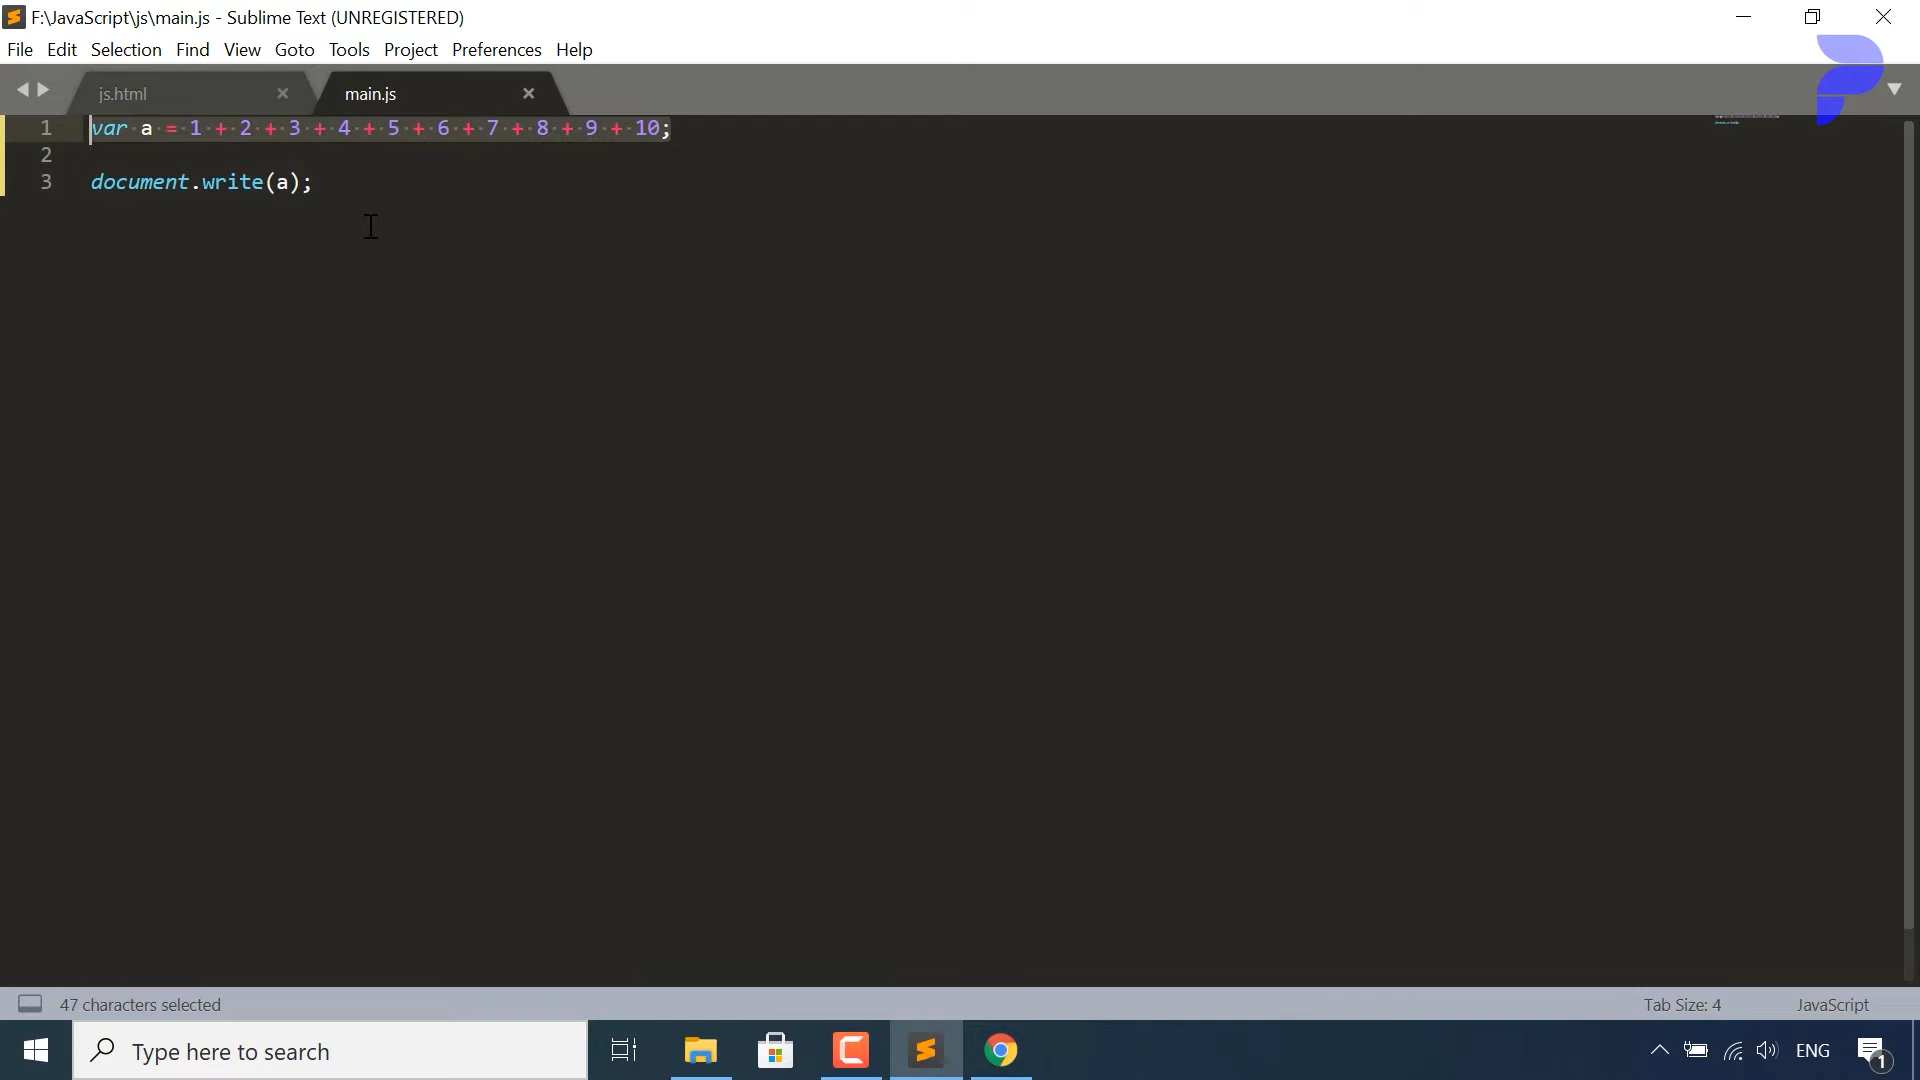 F:\JavaScript\js\main.js - Sublime Text (UNREGISTERED)
File Edit Selection Find View Goto Tools Project Preferences Help
js.html main.js
1 var a = 1 + 2 + 3 + 4 + 5 + 6 + 7 + 8 + 9 + 10;
2
3 document.write(a);
47 characters selected Tab Size: 4 JavaScript
Type here to search ENG 1